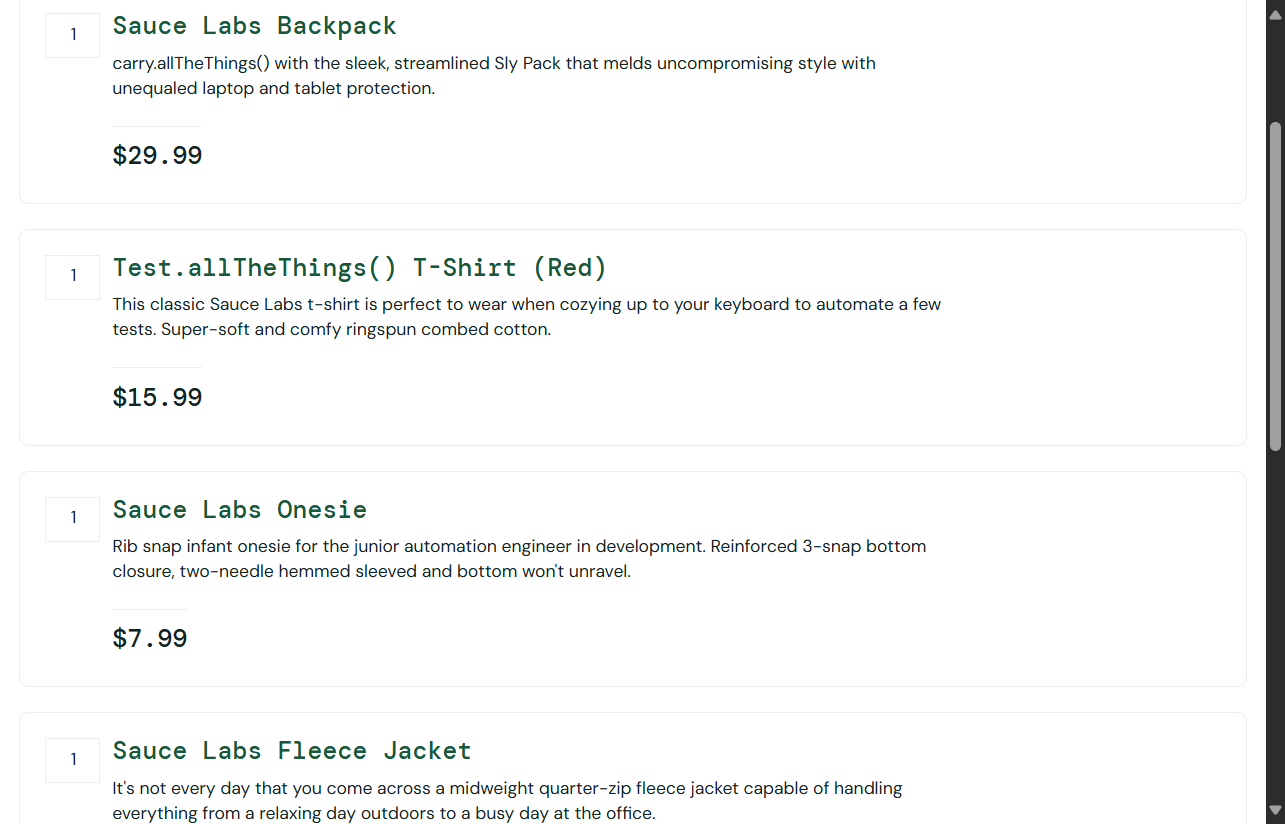 1
Sauce Labs Backpack
carry.allTheThings() with the sleek, streamlined Sly Pack that melds uncompromising style with
unequaled laptop and tablet protection.
$29.99
1
Test.allTheThings() T-Shirt (Red)
This classic Sauce Labs t-shirt is perfect to wear when cozying up to your keyboard to automate a few
tests. Super-soft and comfy ringspun combed cotton.
$15.99
1
Sauce Labs Onesie
Rib snap infant onesie for the junior automation engineer in development. Reinforced 3-snap bottom
closure, two-needle hemmed sleeved and bottom won't unravel.
$7.99
1
Sauce Labs Fleece Jacket
It's not every day that you come across a midweight quarter-zip fleece jacket capable of handling
everything from a relaxing day outdoors to a busy day at the office.